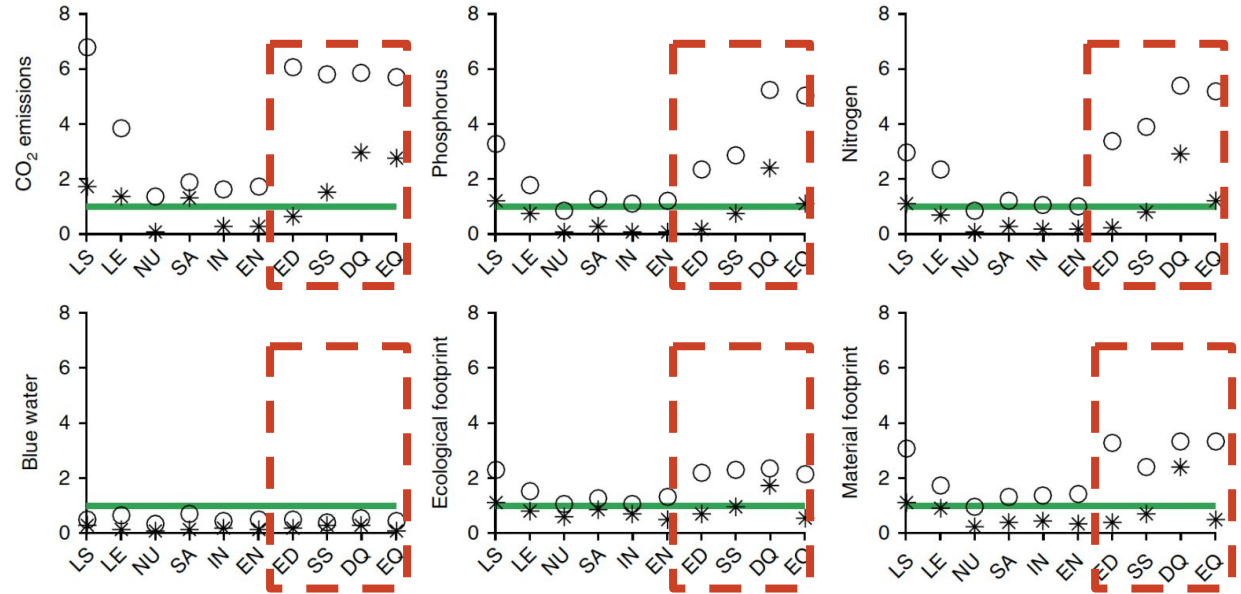 CO₂ emissions
8
6
4
2
0
LS LE NU SA IN EN ED SS DQ EQ
Phosphorus
8
6
4
2
0
LS LE NU SA IN EN ED SS DQ EQ
Nitrogen
8
6
4
2
0
LS LE NU SA IN EN ED SS DQ EQ
Blue water
8
6
4
2
0
LS LE NU SA IN EN ED SS DQ EQ
Ecological footprint
8
6
4
2
0
LS LE NU SA IN EN ED SS DQ EQ
Material footprint
8
6
4
2
0
LS LE NU SA IN EN ED SS DQ EQ